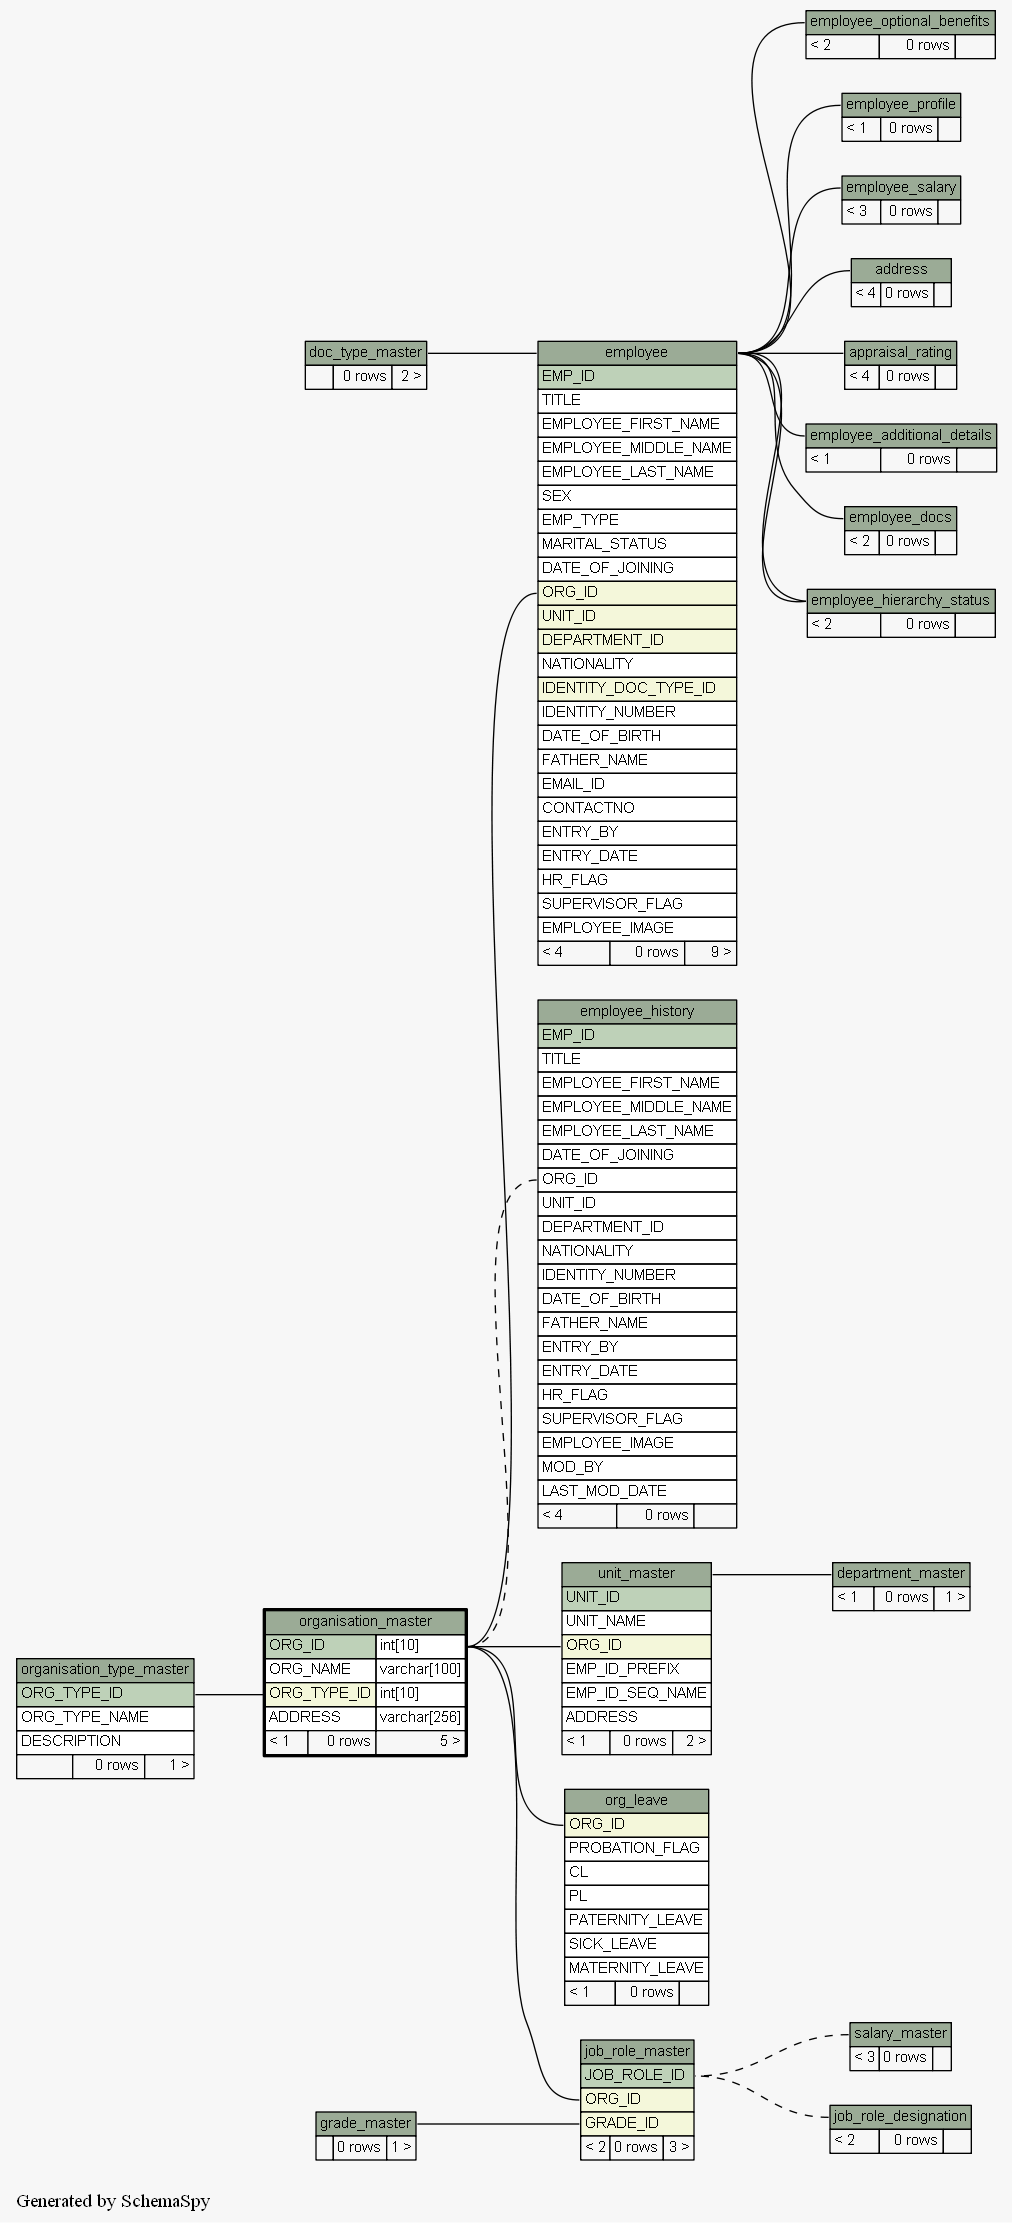 employee_optional_benefits
< 2 0 rows
employee_profile
< 1 0 rows
employee_salary
< 3 0 rows
address
< 4 0 rows
doc_type_master
0 rows 2 >
employee
EMP_ID
TITLE
EMPLOYEE_FIRST_NAME
EMPLOYEE_MIDDLE_NAME
EMPLOYEE_LAST_NAME
SEX
EMP_TYPE
MARITAL_STATUS
DATE_OF_JOINING
ORG_ID
UNIT_ID
DEPARTMENT_ID
NATIONALITY
IDENTITY_DOC_TYPE_ID
IDENTITY_NUMBER
DATE_OF_BIRTH
FATHER_NAME
EMAIL_ID
CONTACTNO
ENTRY_BY
ENTRY_DATE
HR_FLAG
SUPERVISOR_FLAG
EMPLOYEE_IMAGE
< 4 0 rows 9 >
appraisal_rating
< 4 0 rows
employee_additional_details
< 1 0 rows
employee_docs
< 2 0 rows
employee_hierarchy_status
< 2 0 rows
employee_history
EMP_ID
TITLE
EMPLOYEE_FIRST_NAME
EMPLOYEE_MIDDLE_NAME
EMPLOYEE_LAST_NAME
DATE_OF_JOINING
ORG_ID
UNIT_ID
DEPARTMENT_ID
NATIONALITY
IDENTITY_NUMBER
DATE_OF_BIRTH
FATHER_NAME
ENTRY_BY
ENTRY_DATE
HR_FLAG
SUPERVISOR_FLAG
EMPLOYEE_IMAGE
MOD_BY
LAST_MOD_DATE
< 4 0 rows
organisation_type_master
ORG_TYPE_ID
ORG_TYPE_NAME
DESCRIPTION
0 rows 1 >
organisation_master
ORG_ID int[10]
ORG_NAME varchar[100]
ORG_TYPE_ID int[10]
ADDRESS varchar[256]
< 1 0 rows 5 >
unit_master
UNIT_ID
UNIT_NAME
ORG_ID
EMP_ID_PREFIX
EMP_ID_SEQ_NAME
ADDRESS
< 1 0 rows 2 >
department_master
< 1 0 rows 1 >
org_leave
ORG_ID
PROBATION_FLAG
CL
PL
PATERNITY_LEAVE
SICK_LEAVE
MATERNITY_LEAVE
< 1 0 rows
job_role_master
JOB_ROLE_ID
ORG_ID
GRADE_ID
< 2 0 rows 3 >
salary_master
< 3 0 rows
job_role_designation
< 2 0 rows
grade_master
0 rows 1 >
Generated by SchemaSpy